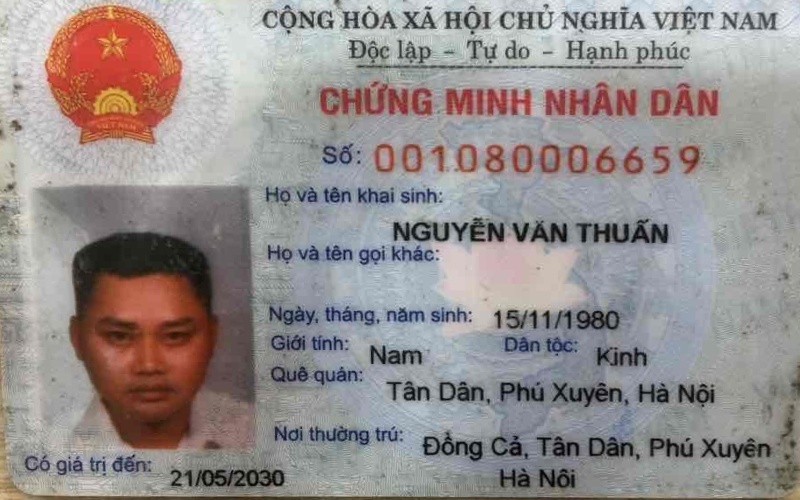 CỘNG HÒA XÃ HỘI CHỦ NGHĨA VIỆT NAM
Độc lập - Tự do - Hạnh phúc
CHỨNG MINH NHÂN DÂN
Số: 001080006659
Họ và tên khai sinh:
NGUYỄN VĂN THUẤN
Họ và tên gọi khác:
Ngày, tháng, năm sinh: 15/11/1980
Giới tính: Nam Dân tộc: Kinh
Quê quán: Tân Dân, Phú Xuyên, Hà Nội
Nơi thường trú: Đồng Cả, Tân Dân, Phú Xuyên
Hà Nôi
Có giá trị đến: 21/05/2030
VIỆT NAM